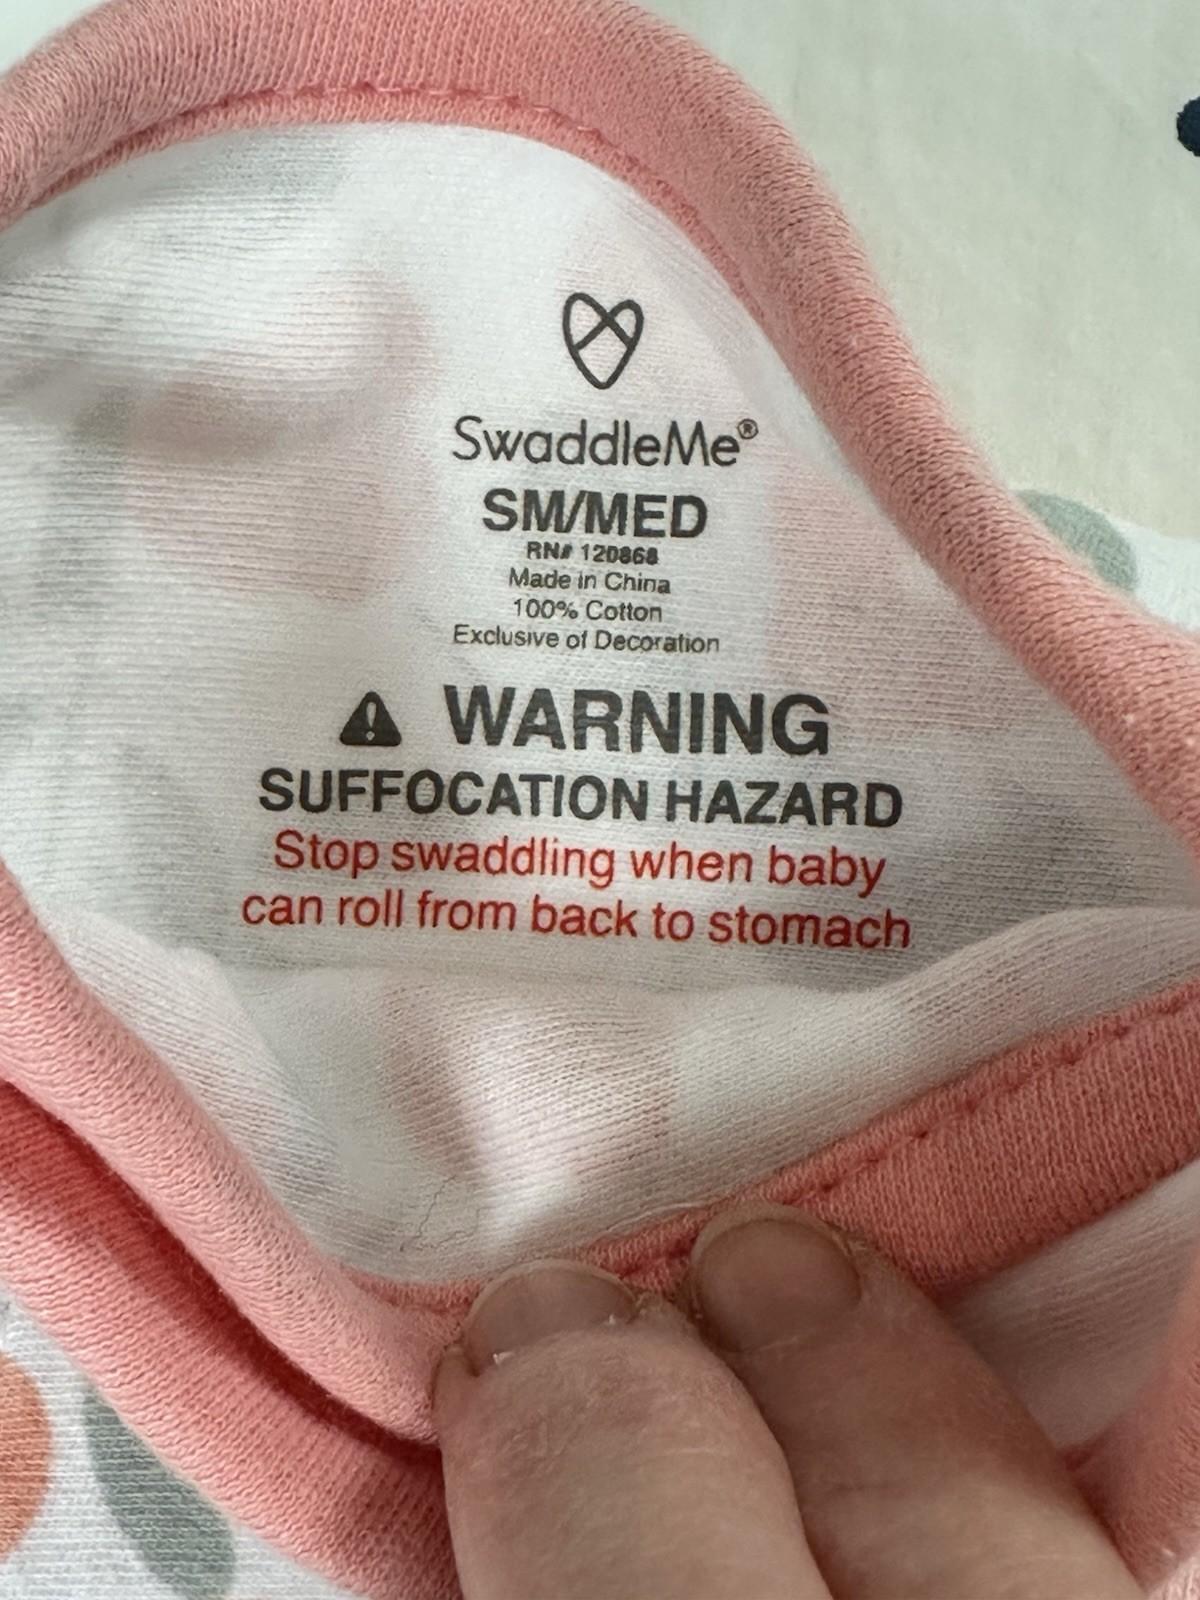 SwaddleMe®
SM/MED
RN# 120868
Made in China
100% Cotton
Exclusive of Decoration
⚠ WARNING
SUFFOCATION HAZARD
Stop swaddling when baby
can roll from back to stomach